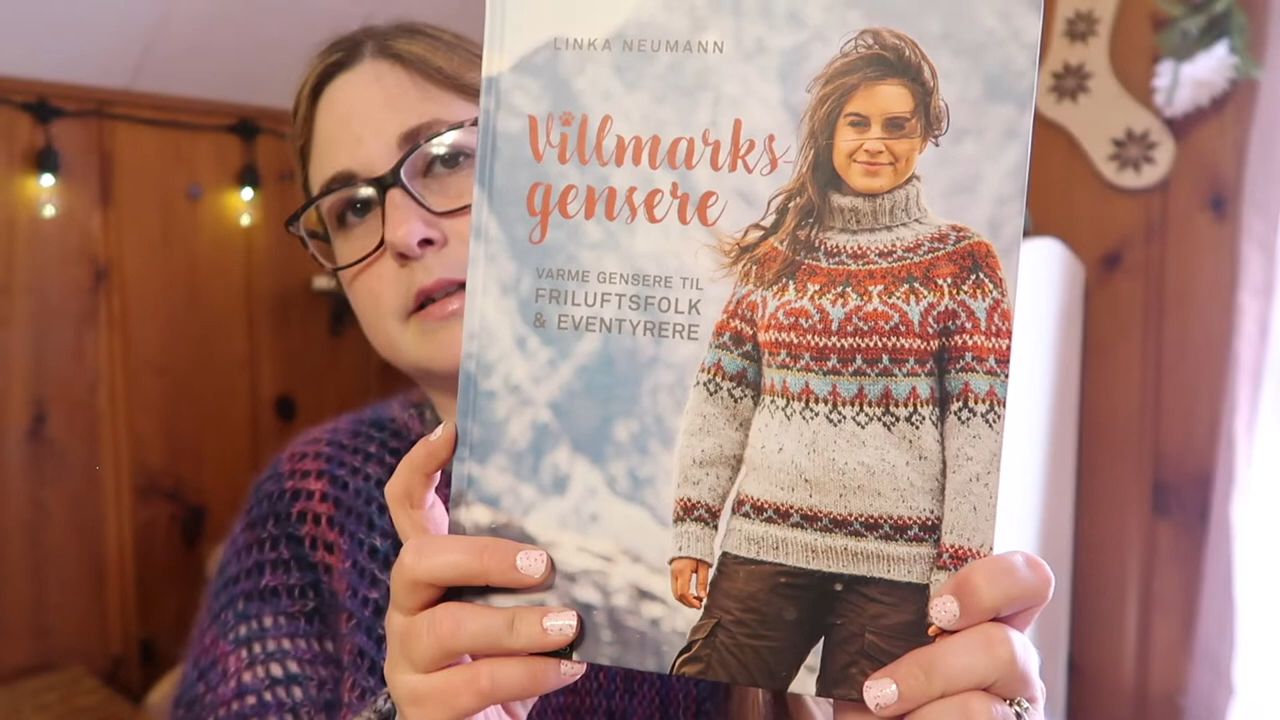 LINKA NEUMANN
Villmarks-
gensere
VARME GENSERE TIL
FRILUFTSFOLK
& EVENTYRERE